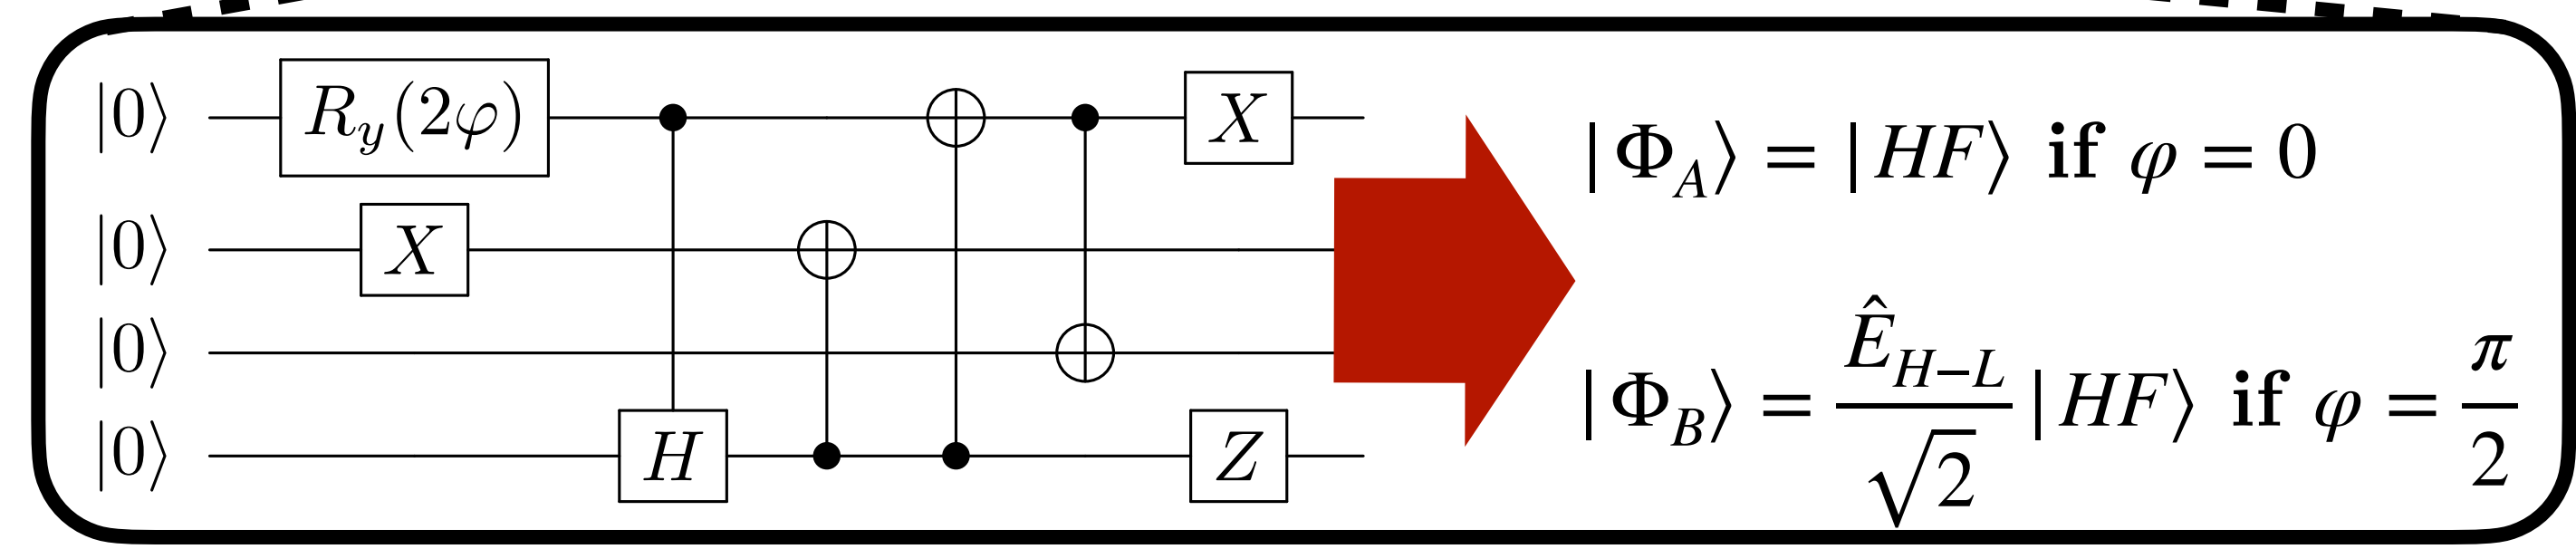 |0⟩ R_y(2φ) X
|0⟩ X
|0⟩
|0⟩ H Z
|Φ_A⟩ = |HF⟩ if φ = 0
|Φ_B⟩ = Ê_{H−L}/√2 |HF⟩ if φ = π/2